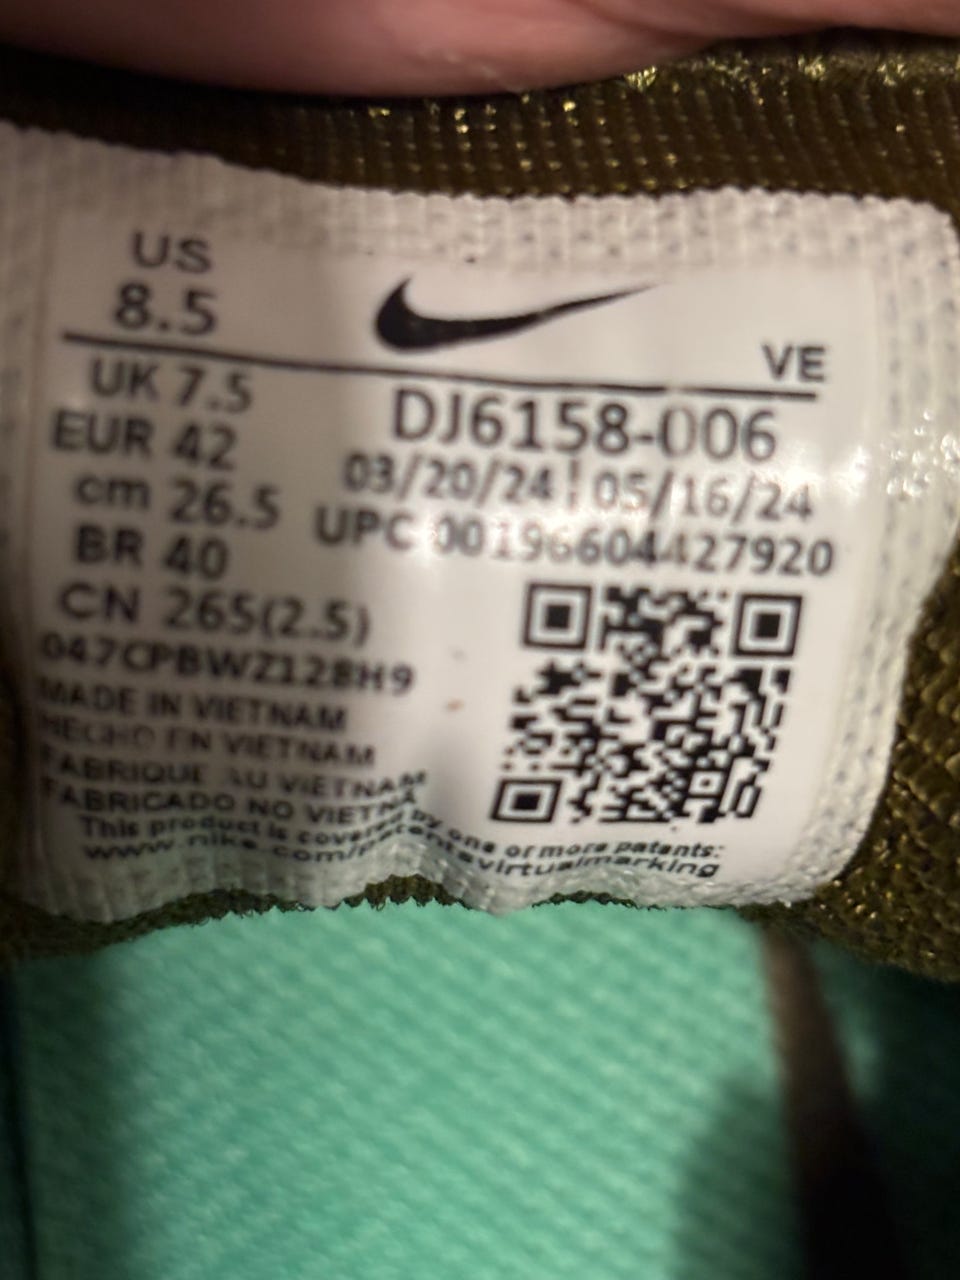 US
8.5
VE
UK 7.5
DJ6158-006
EUR 42
03/20/24 | 05/16/24
cm 26.5
UPC 00196604427920
BR 40
CN 265(2.5)
047CPBWZ128H9
MADE IN VIETNAM
HECHO EN VIETNAM
FABRIQUE AU VIETNAM
FABRICADO NO VIETNA
This product is covered by one or more patents:
www.nike.com/patentsvirtualmarking